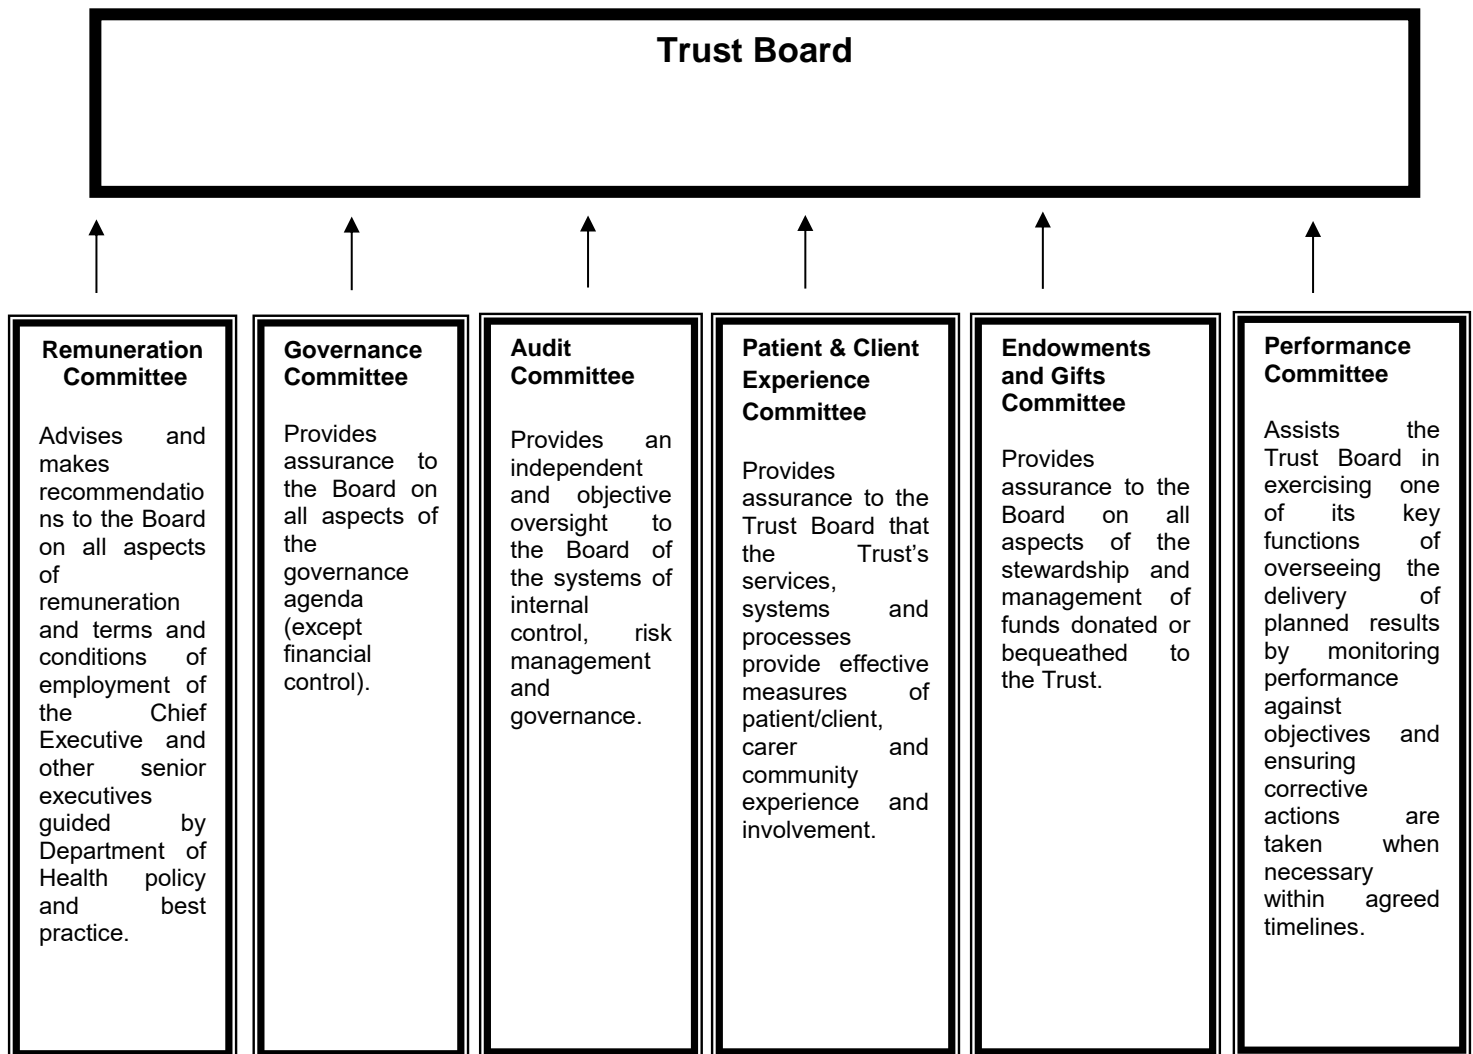 Trust Board
Remuneration
Committee
Advises and
makes
recommendatio
ns to the Board
on all aspects
of
remuneration
and terms and
conditions of
employment of
the Chief
Executive and
other senior
executives
guided by
Department of
Health policy
and best
practice.
Governance
Committee
Provides
assurance to
the Board on
all aspects of
the
governance
agenda
(except
financial
control).
Audit
Committee
Provides an
independent
and objective
oversight to
the Board of
the systems of
internal
control, risk
management
and
governance.
Patient & Client
Experience
Committee
Provides
assurance to the
Trust Board that
the Trust’s
services,
systems and
processes
provide effective
measures of
patient/client,
carer and
community
experience and
involvement.
Endowments
and Gifts
Committee
Provides
assurance to the
Board on all
aspects of the
stewardship and
management of
funds donated or
bequeathed to
the Trust.
Performance
Committee
Assists the
Trust Board in
exercising one
of its key
functions of
overseeing the
delivery of
planned results
by monitoring
performance
against
objectives and
ensuring
corrective
actions are
taken when
necessary
within agreed
timelines.